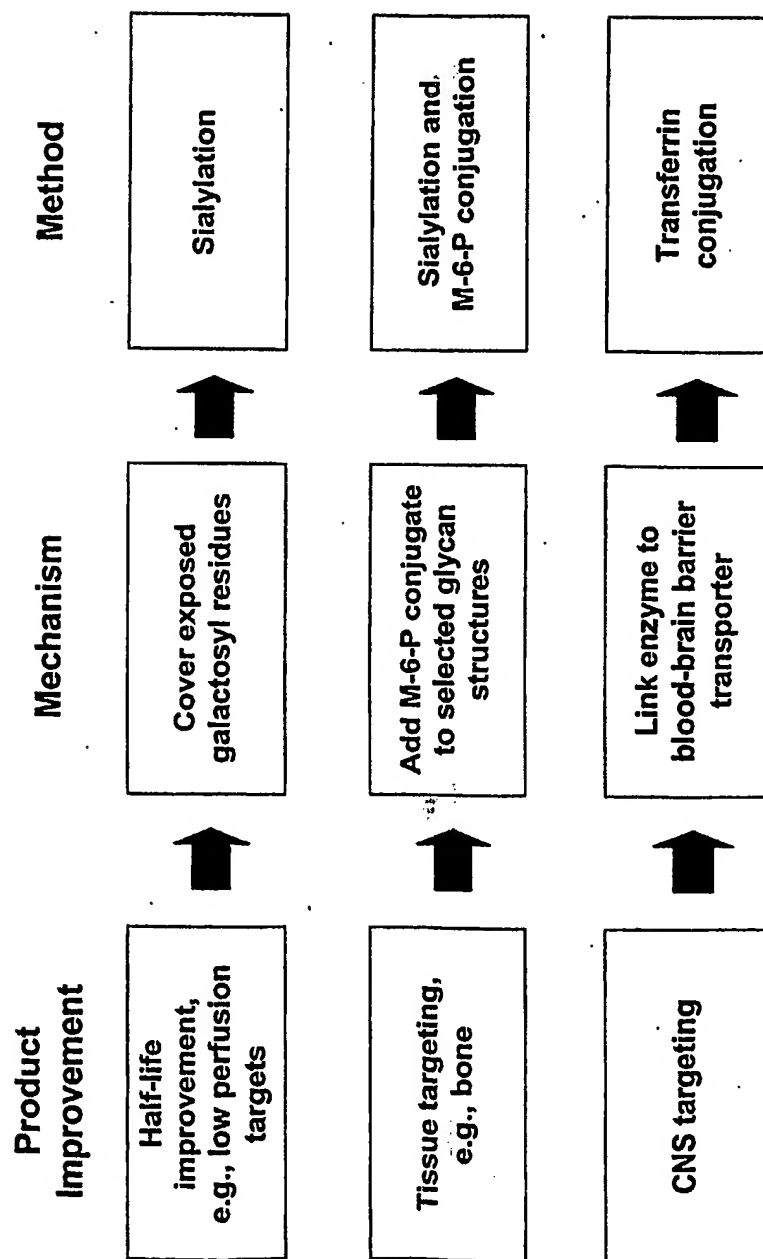 Product
Improvement
Mechanism
Method
Half-life
improvement,
e.g., low perfusion
targets
Cover exposed
galactosyl residues
Sialylation
Tissue targeting,
e.g., bone
Add M-6-P conjugate
to selected glycan
structures
Sialylation and
M-6-P conjugation
CNS targeting
Link enzyme to
blood-brain barrier
transporter
Transferrin
conjugation